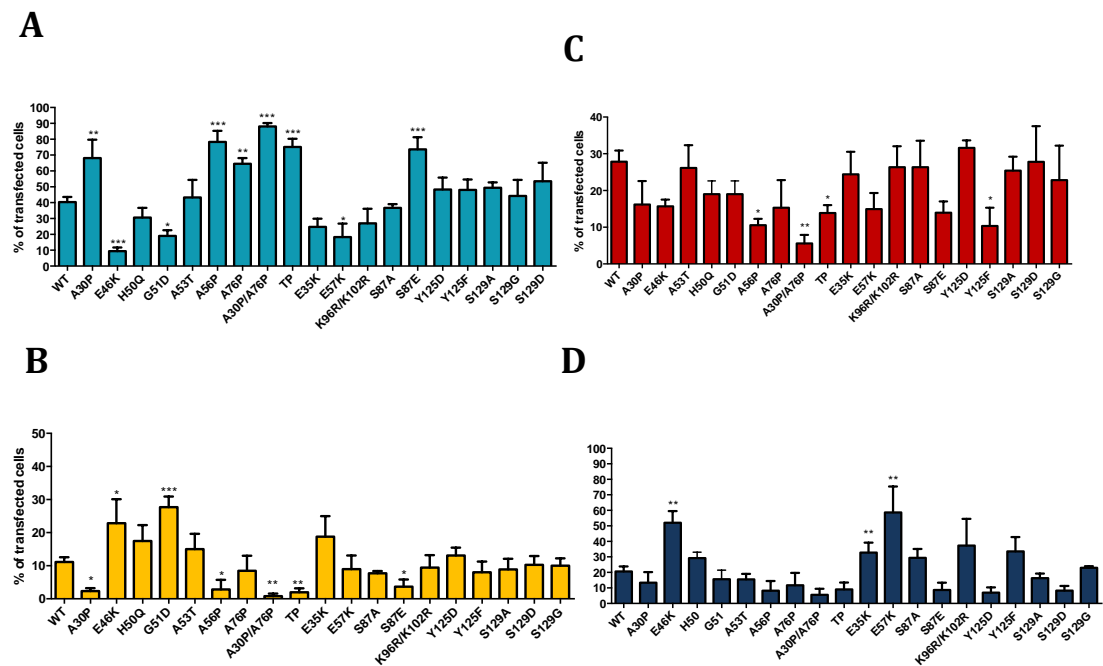 A
% of transfected cells
100
90
80
70
60
50
40
30
20
10
0
** *** * *** ** *** *** * ***
WT A30P E46K H50Q G51D A53T A56P A76P A30P/A76P TP E35K E57K K96R/K102R S87A S87E Y125D Y125F S129A S129G S129D
C
% of transfected cells
40
30
20
10
0
* ** * *
WT A30P E46K A53T H50Q G51D A56P A76P A30P/A76P TP E35K E57K K96R/K102R S87A S87E Y125D Y125F S129A S129D S129G
B
% of transfected cells
50
40
30
20
10
0
* * *** * ** ** *
WT A30P E46K H50Q G51D A53T A56P A76P A30P/A76P TP E35K E57K S87A S87E K96R/K102R Y125D Y125F S129A S129D S129G
D
% of transfected cells
100
90
80
70
60
50
40
30
20
10
0
** ** **
WT A30P E46K H50 G51 A53T A56P A76P A30P/A76P TP E35K E57K S87A S87E K96R/K102R Y125D Y125F S129A S129D S129G